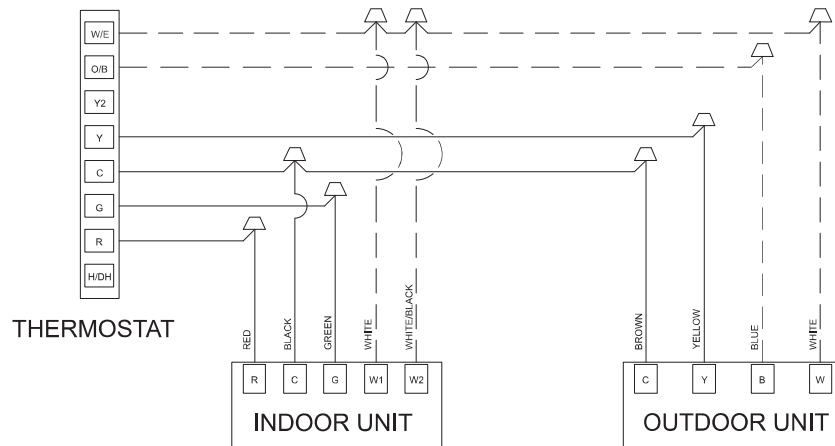 W/E
O/B
Y2
Y
C
G
R
H/DH
THERMOSTAT
RED
BLACK
GREEN
WHITE
WHITE/BLACK
BROWN
YELLOW
BLUE
WHITE
R
C
G
W1
W2
C
Y
B
W
INDOOR UNIT
OUTDOOR UNIT